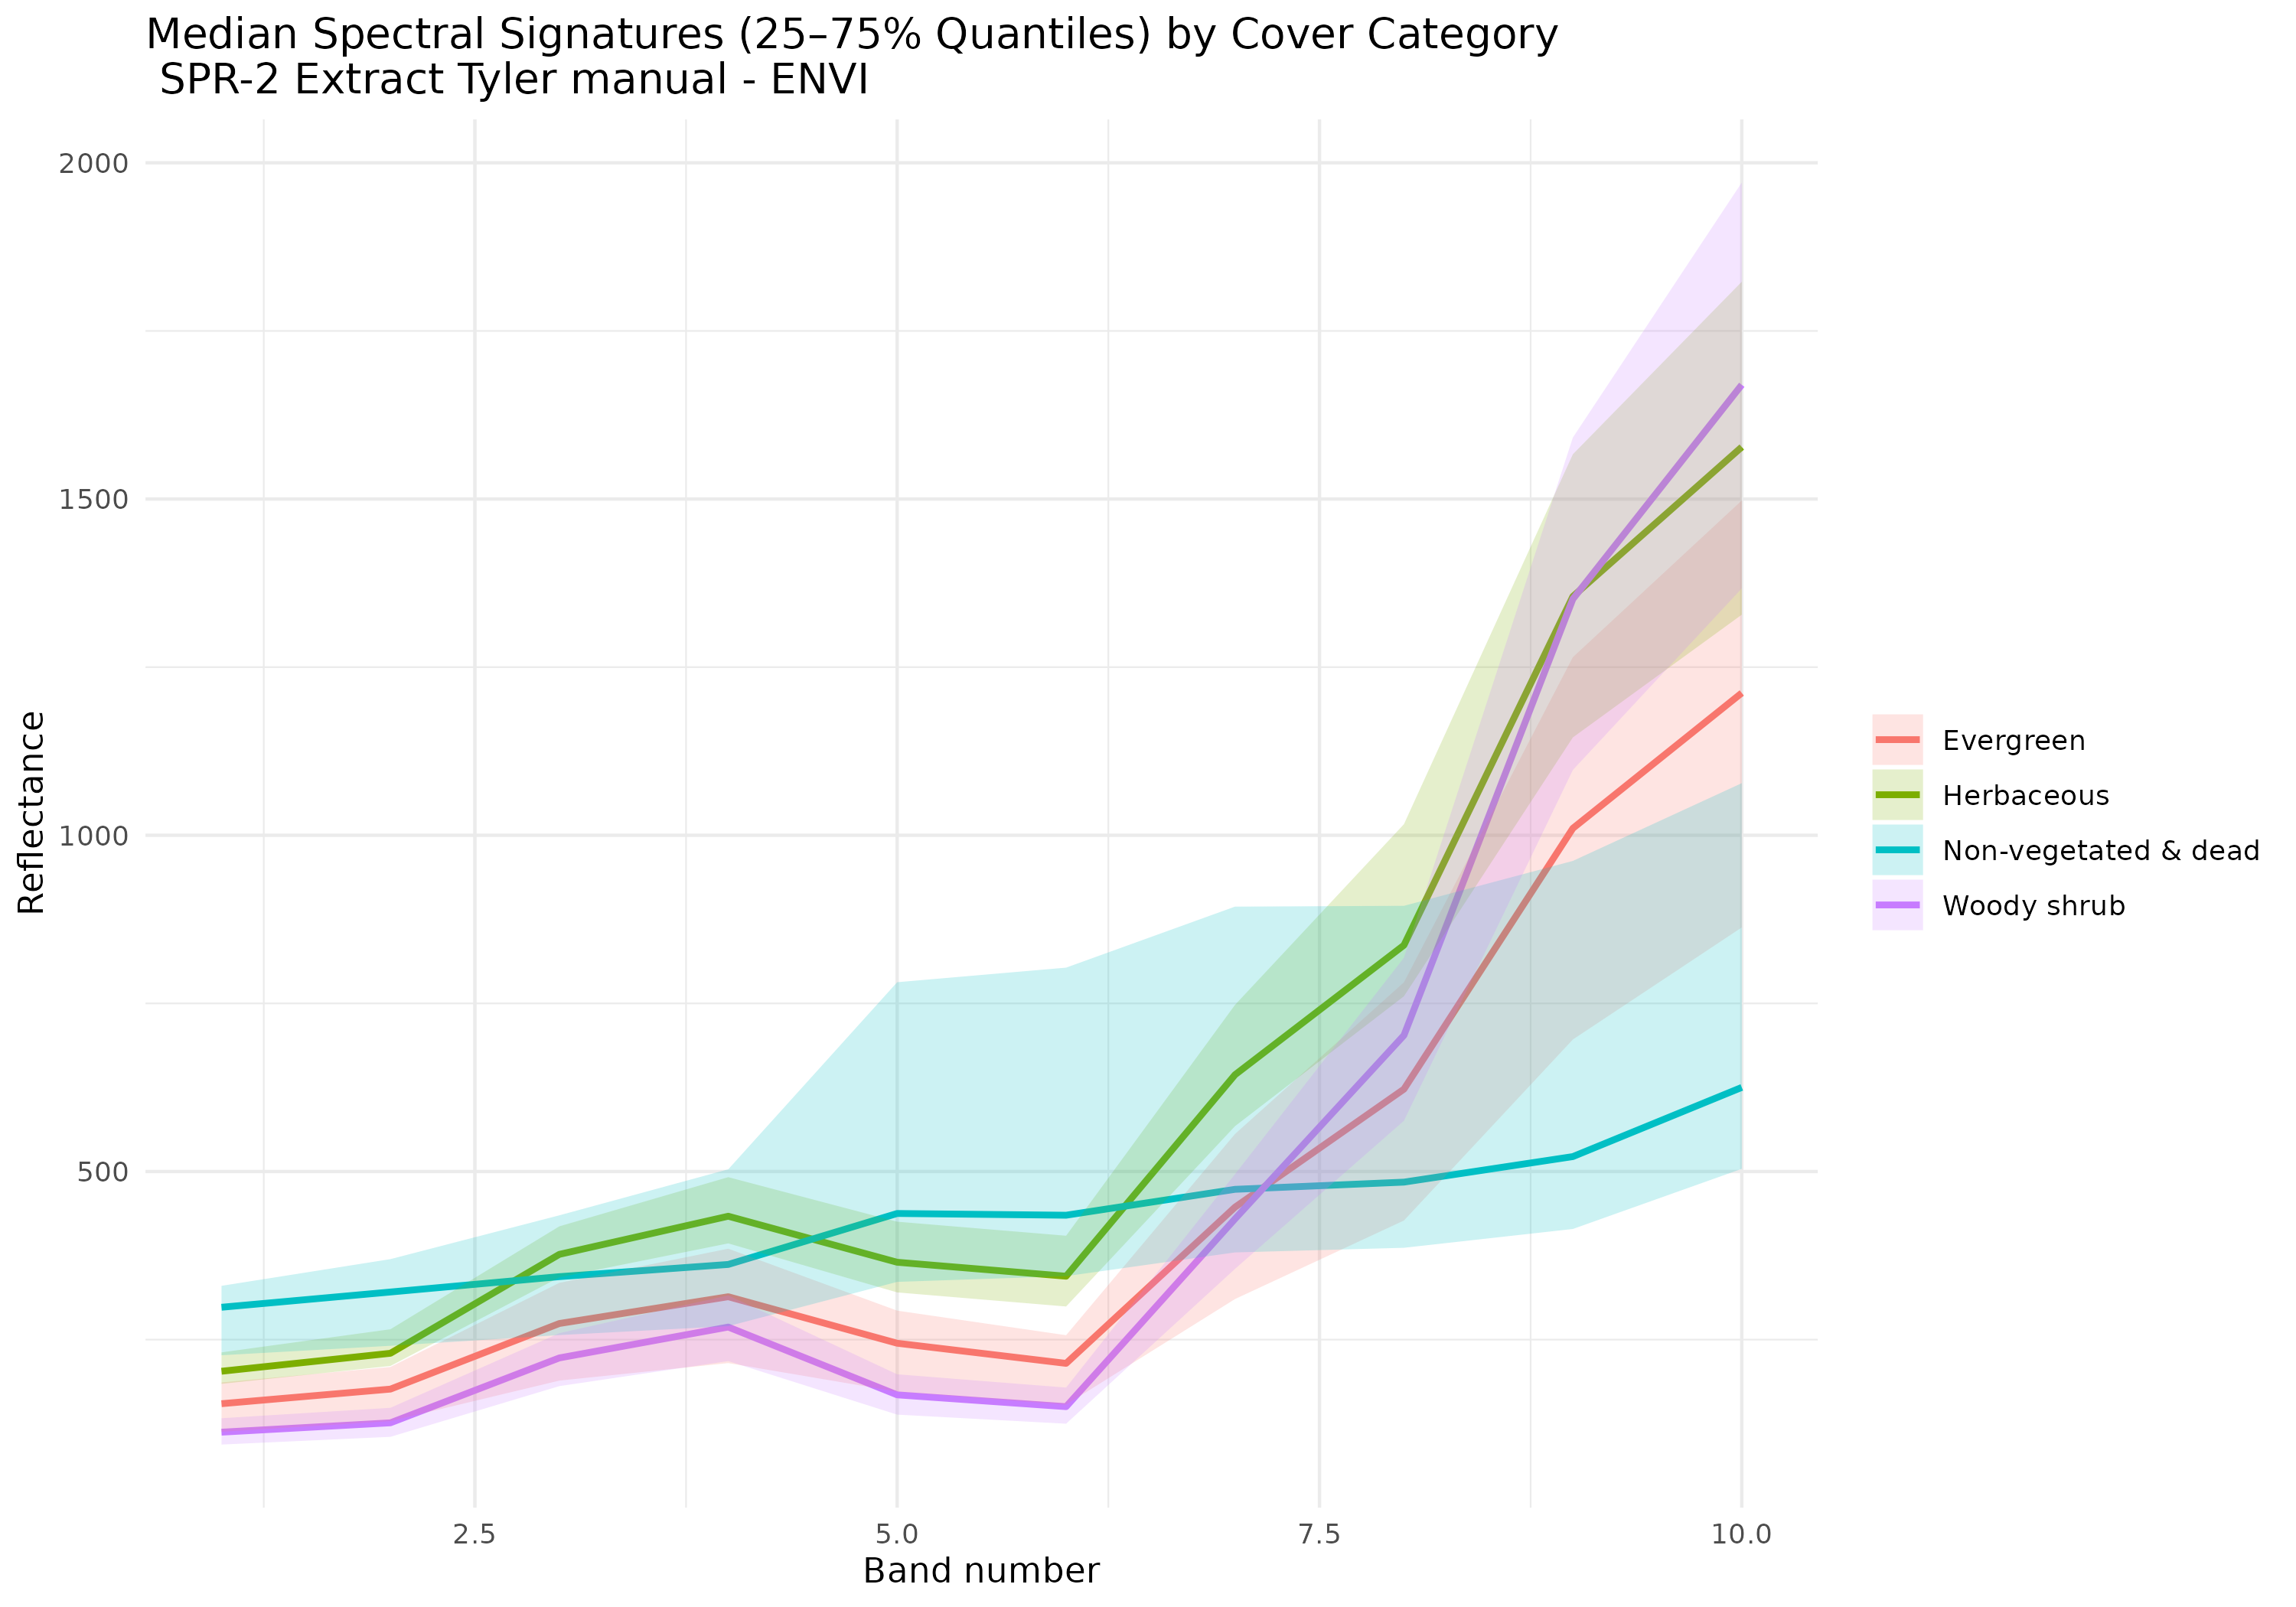 Median Spectral Signatures (25–75% Quantiles) by Cover Category
SPR-2 Extract Tyler manual - ENVI
2000
1500
1000
500
Reflectance
2.5
5.0
7.5
10.0
Band number
Evergreen
Herbaceous
Non-vegetated & dead
Woody shrub